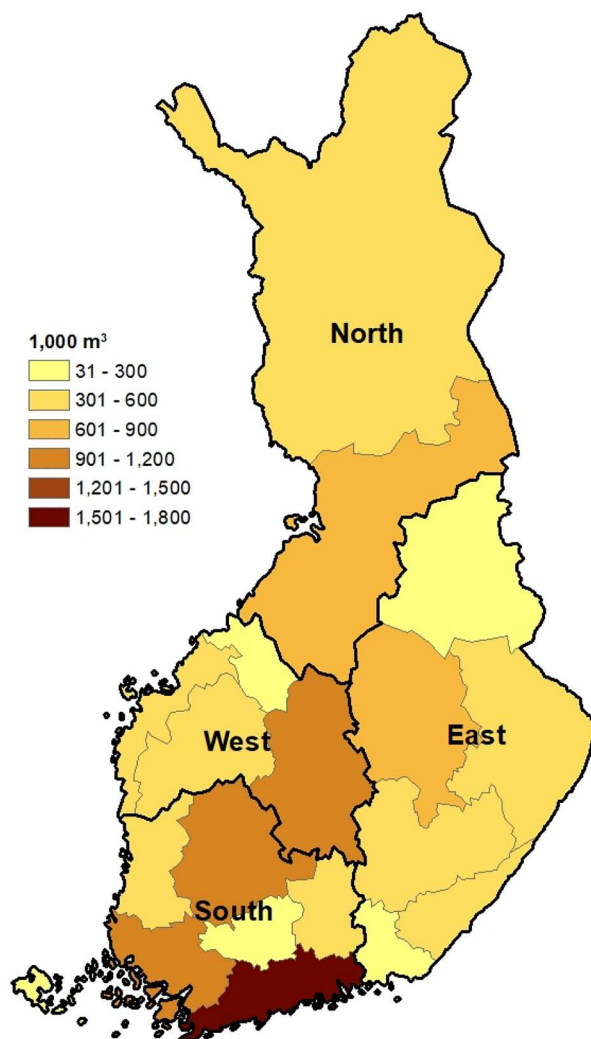 North
1,000 m³
31 - 300
301 - 600
601 - 900
901 - 1,200
1,201 - 1,500
1,501 - 1,800
West
East
South